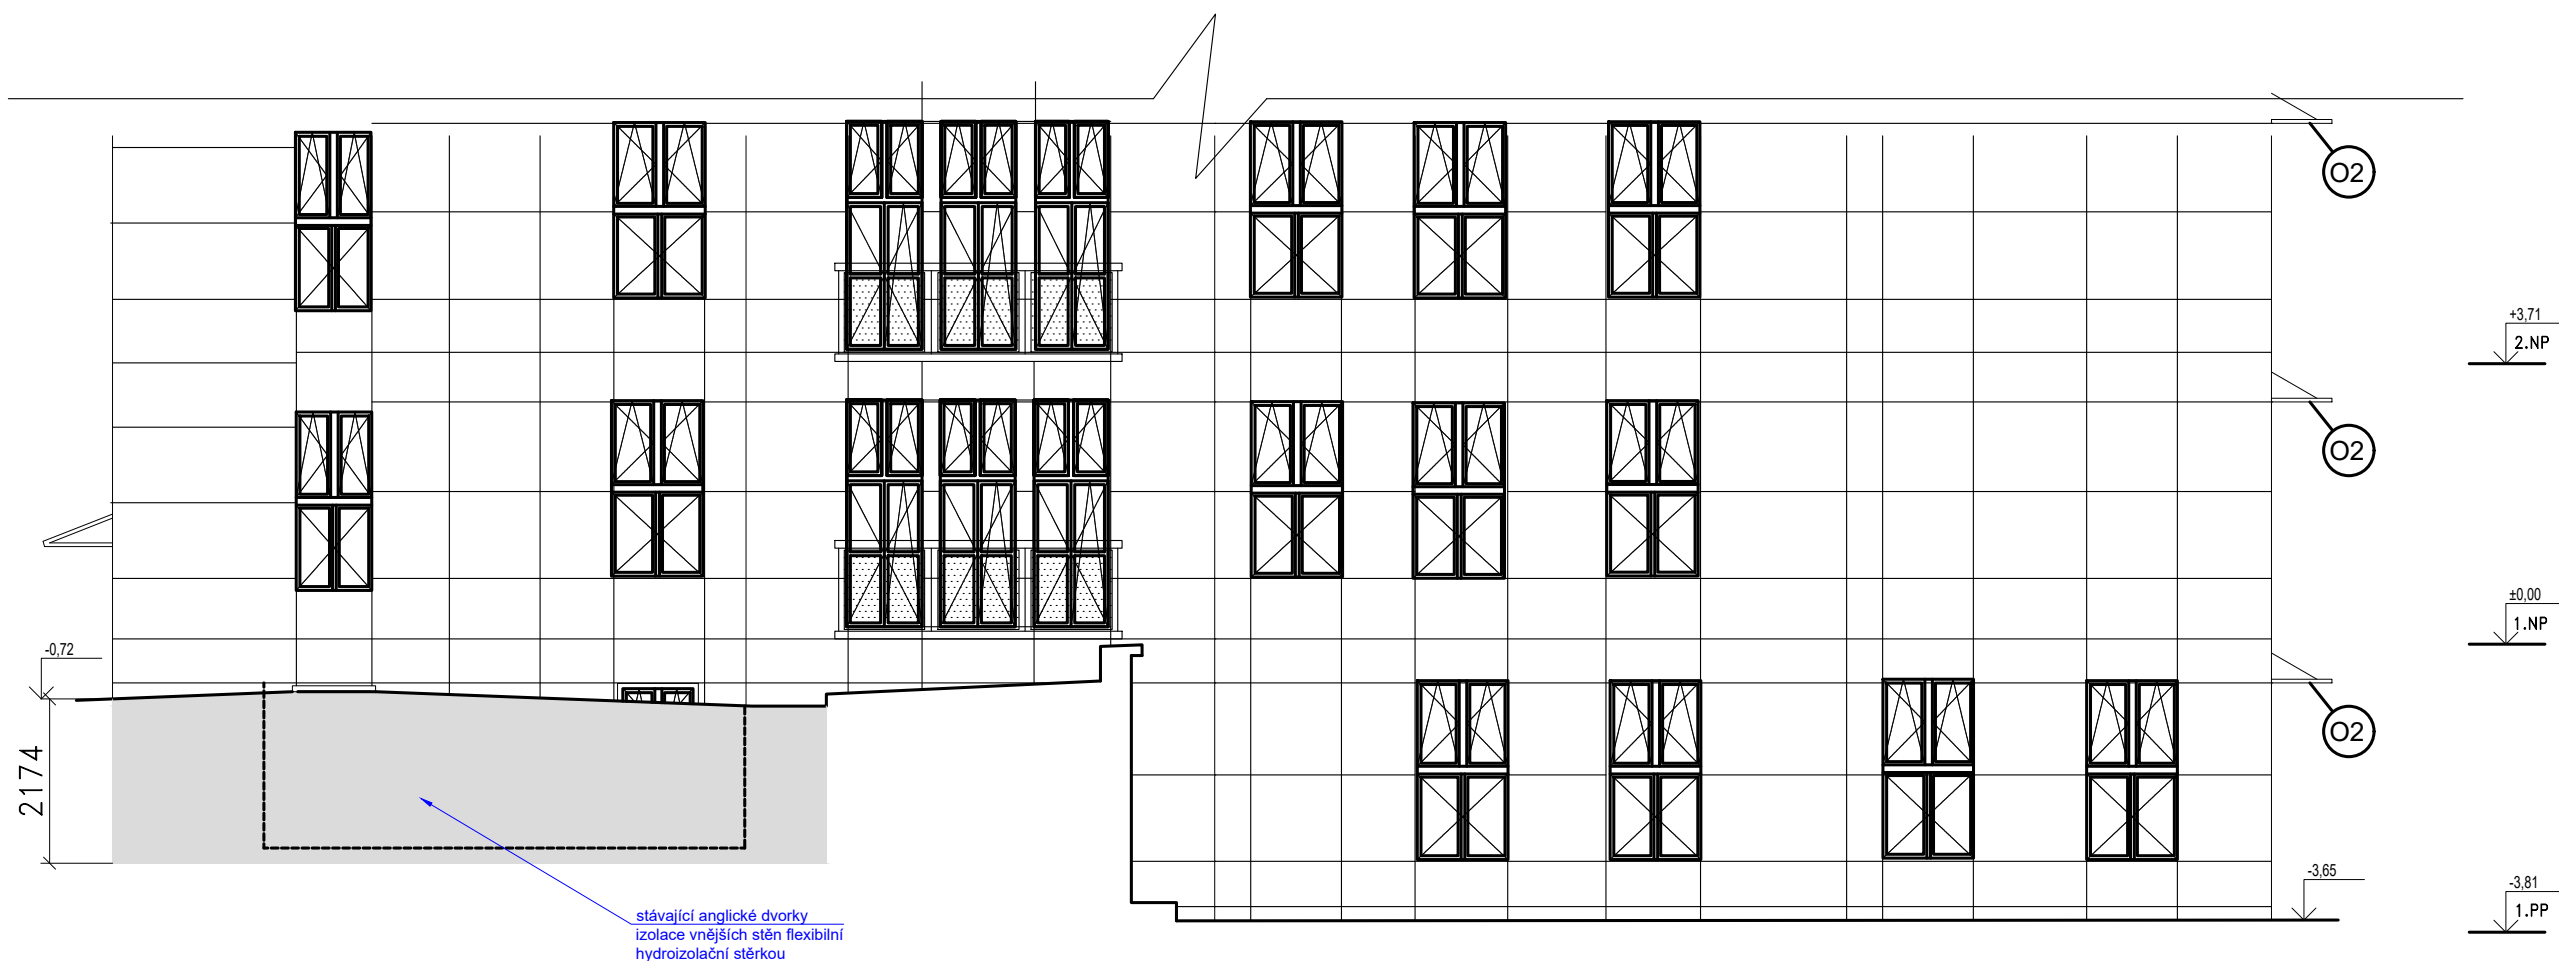 O2
+3,71
2.NP
O2
±0,00
1.NP
-0,72
O2
2174
-3,65
-3,81
1.PP
stávající anglické dvorky
izolace vnějších stěn flexibilní
hydroizolační stěrkou